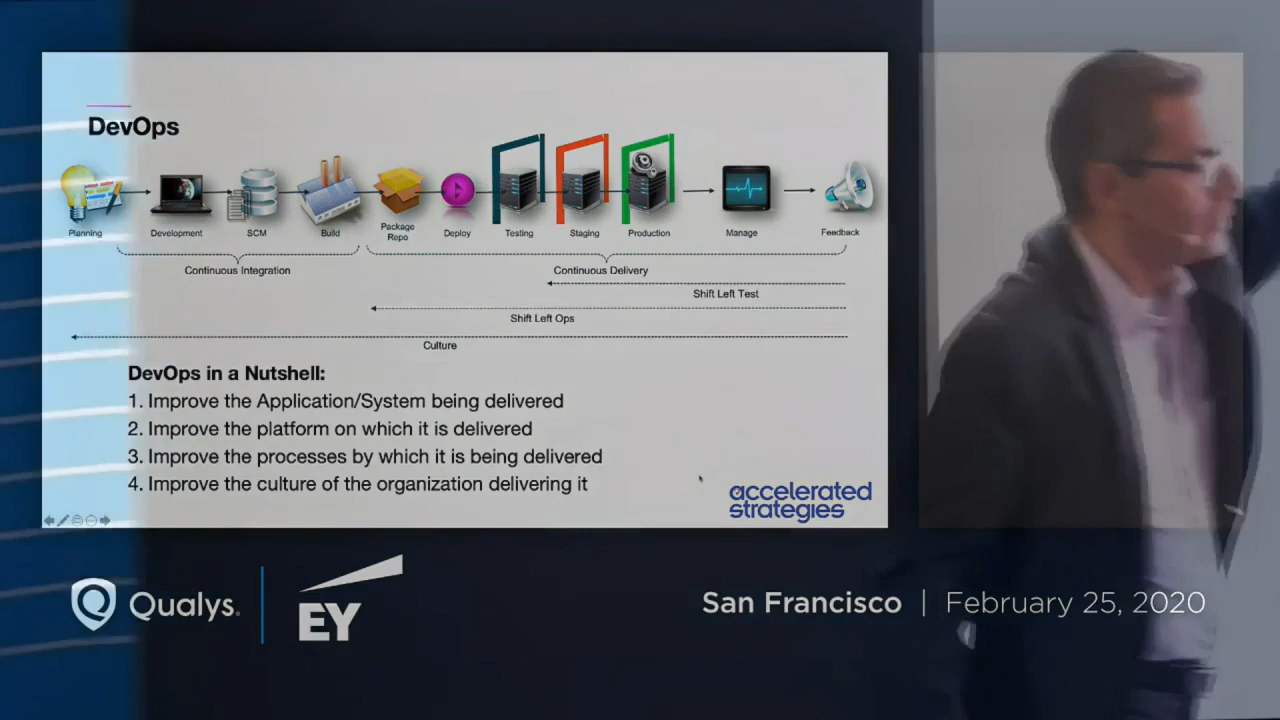 DevOps
Planning
Development
SCM
Build
Package
Repo
Deploy
Testing
Staging
Production
Manage
Feedback
Continuous Integration
Continuous Delivery
Shift Left Test
Shift Left Ops
Culture
DevOps in a Nutshell:
1. Improve the Application/System being delivered
2. Improve the platform on which it is delivered
3. Improve the processes by which it is being delivered
4. Improve the culture of the organization delivering it
accelerated
strategies
Qualys.
EY
San Francisco | February 25, 2020